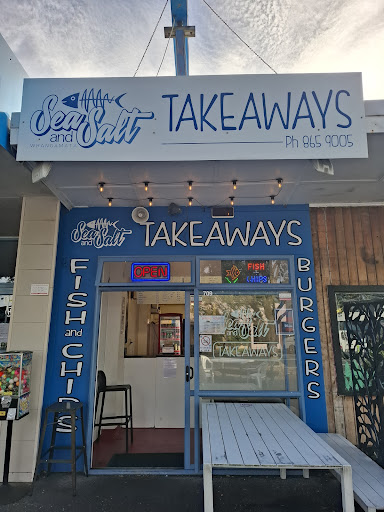 Sea and Salt
WHANGAMATA
TAKEAWAYS
Ph 865 9005
Sea and Salt
TAKEAWAYS
FISH and CHIPS
BURGERS
OPEN
FISH
CHIPS
Sea and Salt
TAKEAWAYS